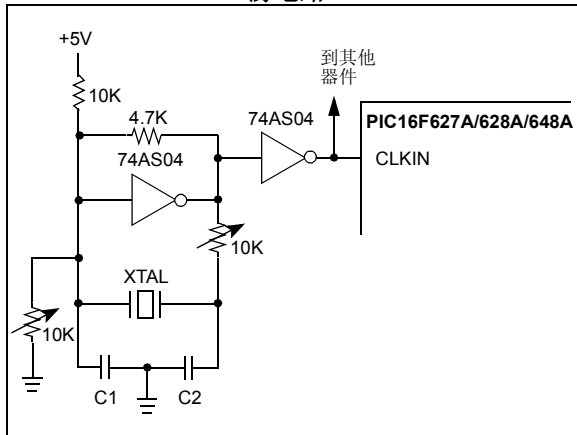 +5V
10K
4.7K
74AS04
74AS04
到其他
器件
PIC16F627A/628A/648A
CLKIN
10K
XTAL
10K
C1
C2